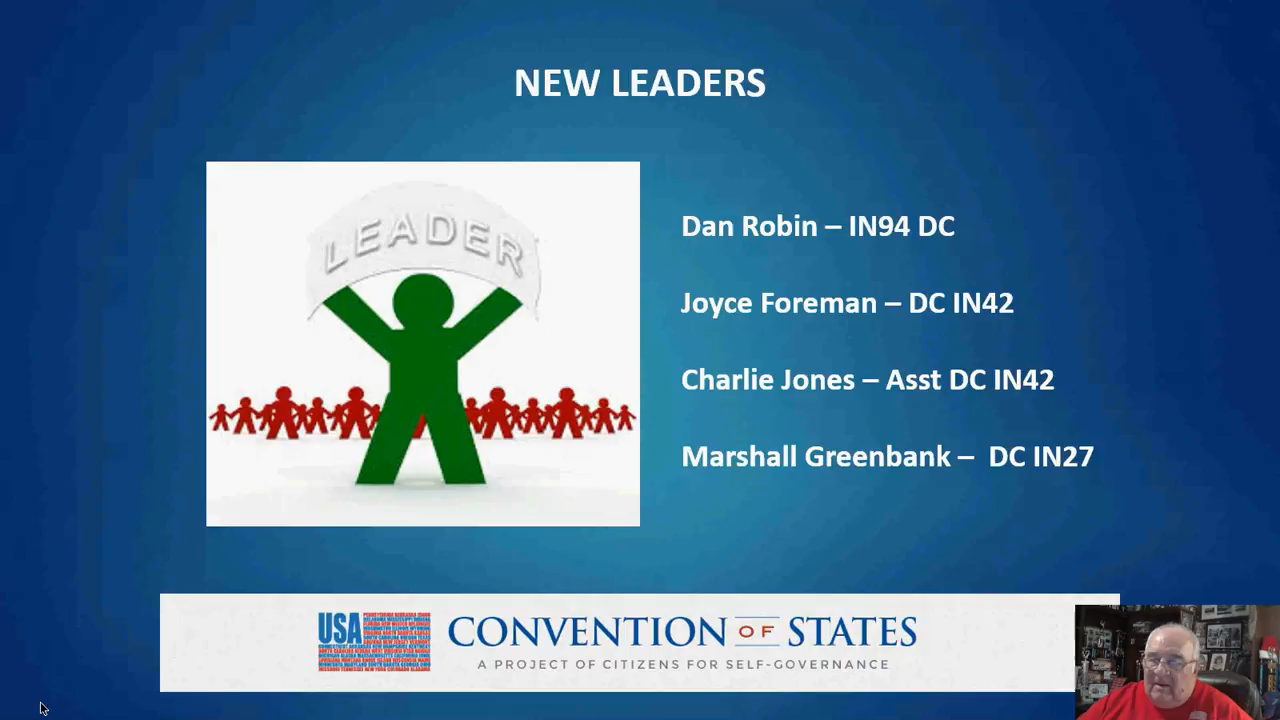 NEW LEADERS
LEADER
Dan Robin – IN94 DC
Joyce Foreman – DC IN42
Charlie Jones – Asst DC IN42
Marshall Greenbank – DC IN27
USA
CONVENTION OF STATES
A PROJECT OF CITIZENS FOR SELF-GOVERNANCE